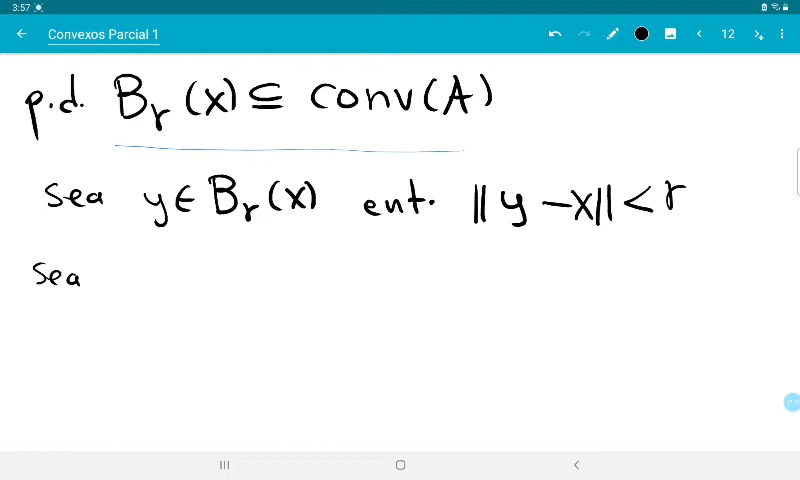 3:57
Convexos Parcial 1
12
p.d. Br(x) ⊆ conv(A)
Sea y ∈ Br(x) ent. ||y - x|| < r
Sea